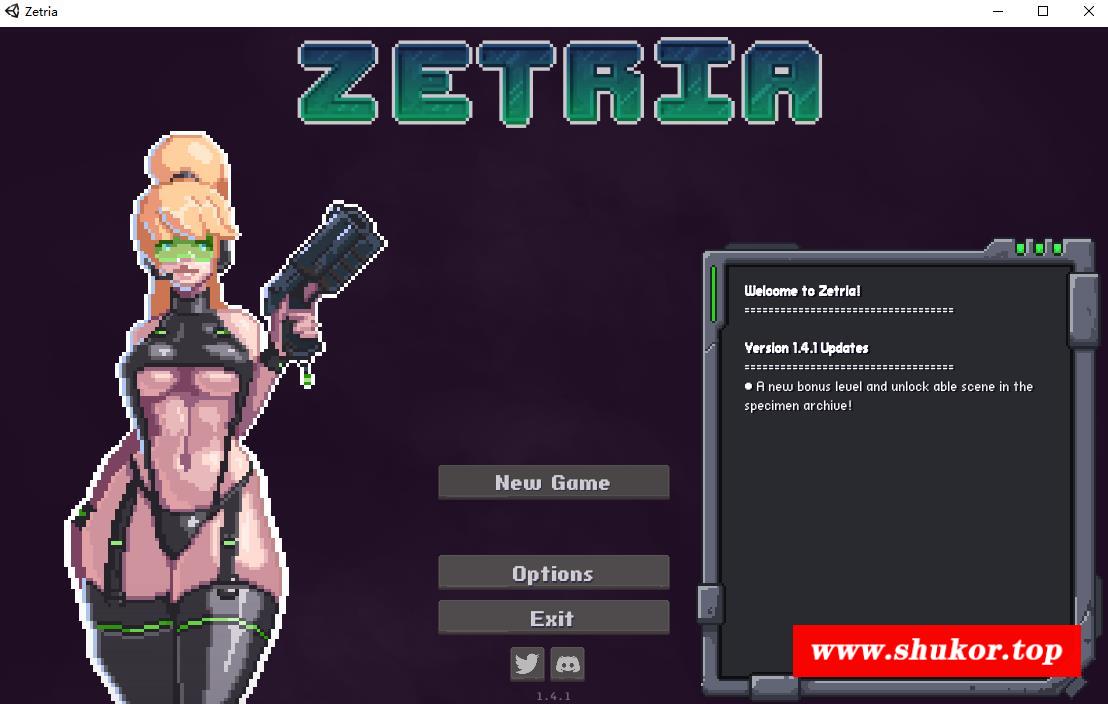 Zetria
ZETRIA
Welcome to Zetria!
===================================
Version 1.4.1 Updates
===================================
● A new bonus level and unlock able scene in the
specimen archive!
New Game
Options
Exit
1.4.1
www.shukor.top